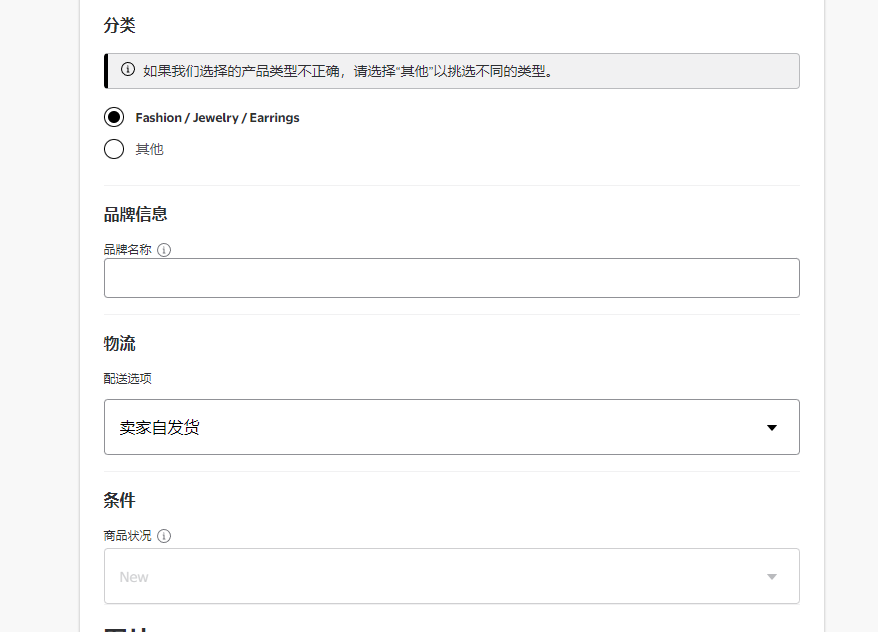 分类
如果我们选择的产品类型不正确，请选择“其他”以挑选不同的类型。
Fashion / Jewelry / Earrings
其他
品牌信息
品牌名称
物流
配送选项
卖家自发货
条件
商品状况
New